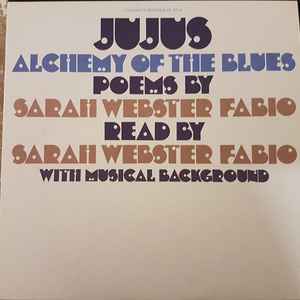 JUJUS
ALCHEMY OF THE BLUES
POEMS BY
SARAH WEBSTER FABIO
READ BY
SARAH WEBSTER FABIO
WITH MUSICAL BACKGROUND